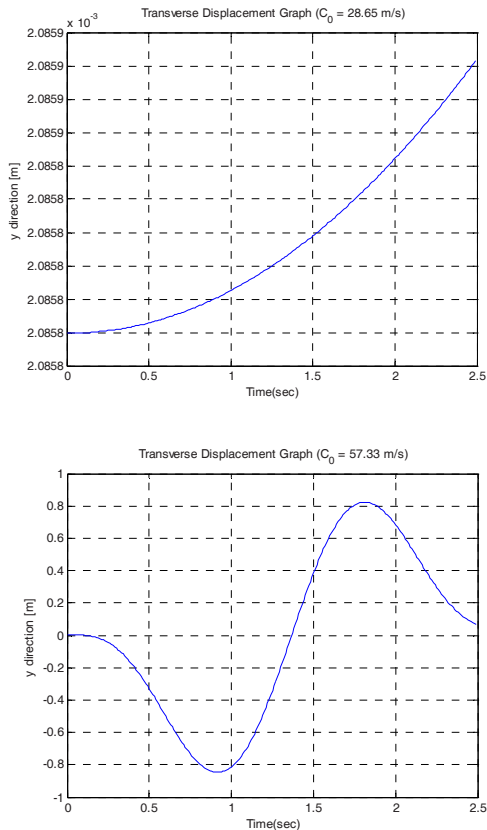 Transverse Displacement Graph (C0 = 28.65 m/s)
x 10-3
2.0859
2.0859
2.0859
2.0859
2.0858
2.0858
2.0858
2.0858
2.0858
2.0858
2.0858
y direction [m]
0 0.5 1 1.5 2 2.5
Time(sec)
Transverse Displacement Graph (C0 = 57.33 m/s)
1
0.8
0.6
0.4
0.2
0
-0.2
-0.4
-0.6
-0.8
-1
y direction [m]
0 0.5 1 1.5 2 2.5
Time(sec)